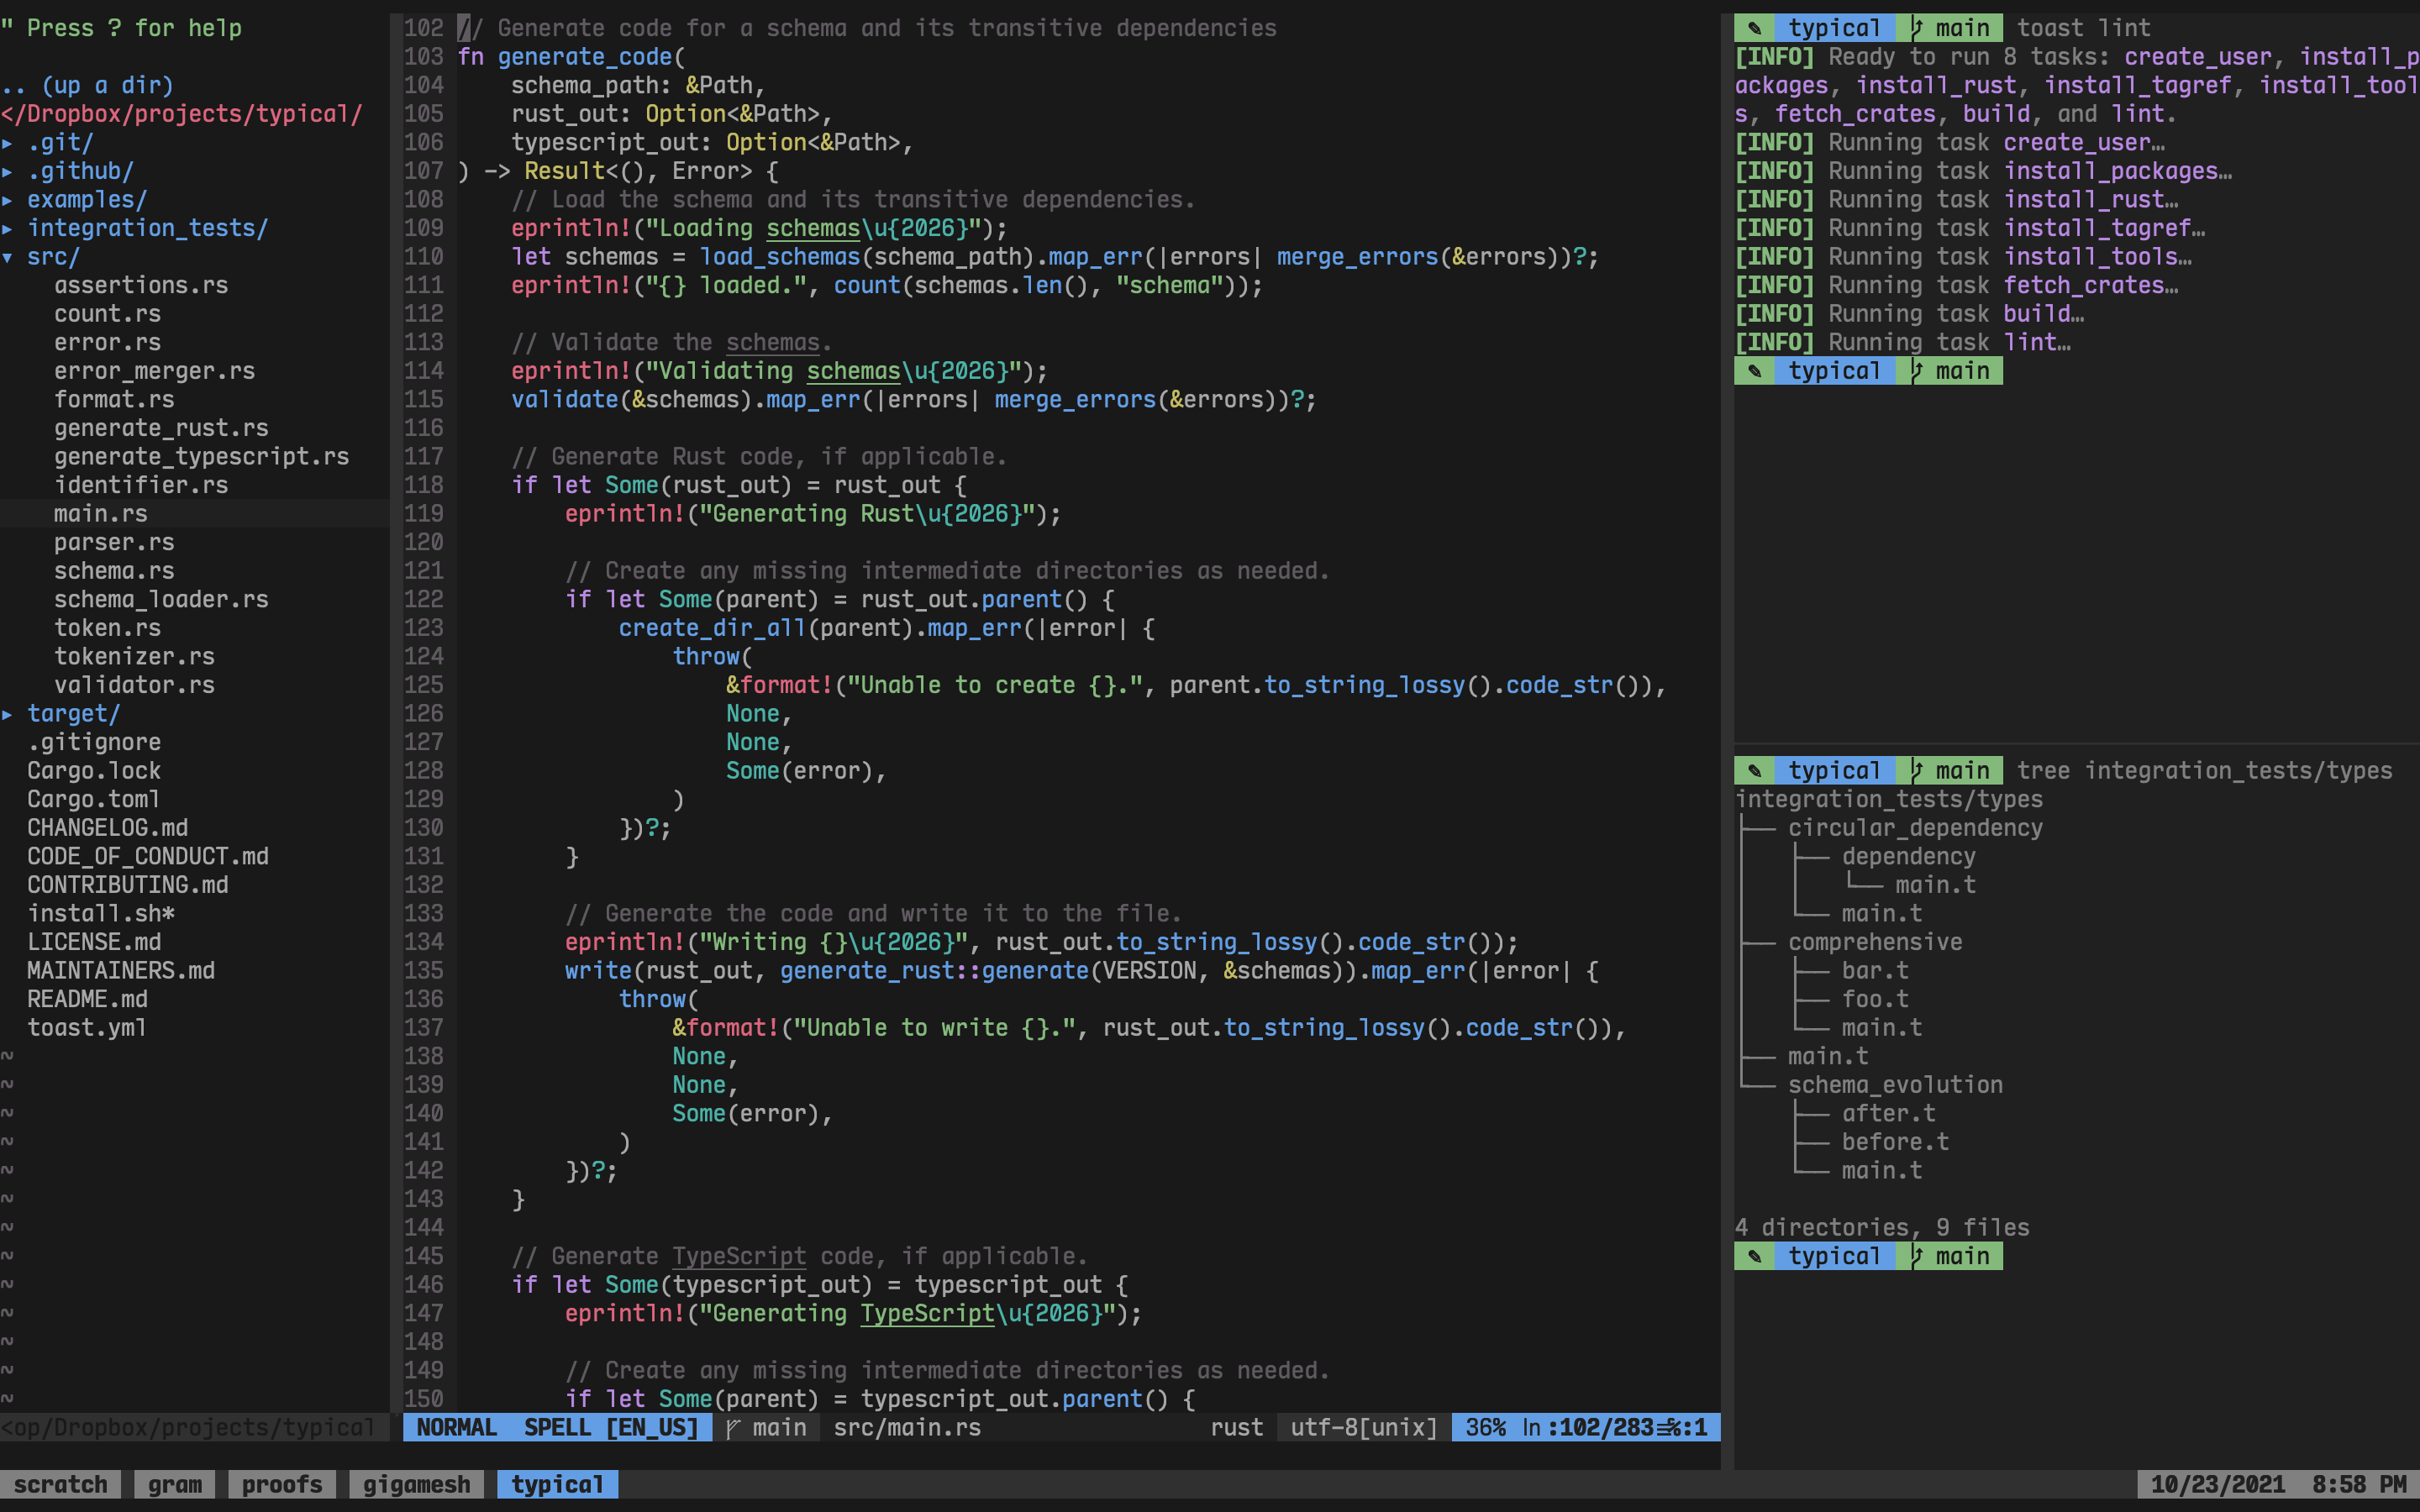 " Press ? for help
.. (up a dir)
</Dropbox/projects/typical/
▸ .git/
▸ .github/
▸ examples/
▸ integration_tests/
▾ src/
    assertions.rs
    count.rs
    error.rs
    error_merger.rs
    format.rs
    generate_rust.rs
    generate_typescript.rs
    identifier.rs
    main.rs
    parser.rs
    schema.rs
    schema_loader.rs
    token.rs
    tokenizer.rs
    validator.rs
▸ target/
  .gitignore
  Cargo.lock
  Cargo.toml
  CHANGELOG.md
  CODE_OF_CONDUCT.md
  CONTRIBUTING.md
  install.sh*
  LICENSE.md
  MAINTAINERS.md
  README.md
  toast.yml
~
~
~
~
~
~
~
~
~
~
~
~
~
<op/Dropbox/projects/typical
102 // Generate code for a schema and its transitive dependencies
103 fn generate_code(
104     schema_path: &Path,
105     rust_out: Option<&Path>,
106     typescript_out: Option<&Path>,
107 ) -> Result<(), Error> {
108     // Load the schema and its transitive dependencies.
109     eprintln!("Loading schemas\u{2026}");
110     let schemas = load_schemas(schema_path).map_err(|errors| merge_errors(&errors))?;
111     eprintln!("{} loaded.", count(schemas.len(), "schema"));
112
113     // Validate the schemas.
114     eprintln!("Validating schemas\u{2026}");
115     validate(&schemas).map_err(|errors| merge_errors(&errors))?;
116
117     // Generate Rust code, if applicable.
118     if let Some(rust_out) = rust_out {
119         eprintln!("Generating Rust\u{2026}");
120
121         // Create any missing intermediate directories as needed.
122         if let Some(parent) = rust_out.parent() {
123             create_dir_all(parent).map_err(|error| {
124                 throw(
125                     &format!("Unable to create {}.", parent.to_string_lossy().code_str()),
126                     None,
127                     None,
128                     Some(error),
129                 )
130             })?;
131         }
132
133         // Generate the code and write it to the file.
134         eprintln!("Writing {}\u{2026}", rust_out.to_string_lossy().code_str());
135         write(rust_out, generate_rust::generate(VERSION, &schemas)).map_err(|error| {
136             throw(
137                 &format!("Unable to write {}.", rust_out.to_string_lossy().code_str()),
138                 None,
139                 None,
140                 Some(error),
141             )
142         })?;
143     }
144
145     // Generate TypeScript code, if applicable.
146     if let Some(typescript_out) = typescript_out {
147         eprintln!("Generating TypeScript\u{2026}");
148
149         // Create any missing intermediate directories as needed.
150         if let Some(parent) = typescript_out.parent() {
NORMAL  SPELL [EN_US]  main  src/main.rs  rust  utf-8[unix]  36% ln :102/283≡%:1
✎ typical main toast lint
[INFO] Ready to run 8 tasks: create_user, install_p
ackages, install_rust, install_tagref, install_tool
s, fetch_crates, build, and lint.
[INFO] Running task create_user…
[INFO] Running task install_packages…
[INFO] Running task install_rust…
[INFO] Running task install_tagref…
[INFO] Running task install_tools…
[INFO] Running task fetch_crates…
[INFO] Running task build…
[INFO] Running task lint…
✎ typical main
✎ typical main tree integration_tests/types
integration_tests/types
├── circular_dependency
│   ├── dependency
│   │   └── main.t
│   └── main.t
├── comprehensive
│   ├── bar.t
│   ├── foo.t
│   └── main.t
├── main.t
└── schema_evolution
    ├── after.t
    ├── before.t
    └── main.t
4 directories, 9 files
✎ typical main
scratch gram proofs gigamesh typical 10/23/2021 8:58 PM